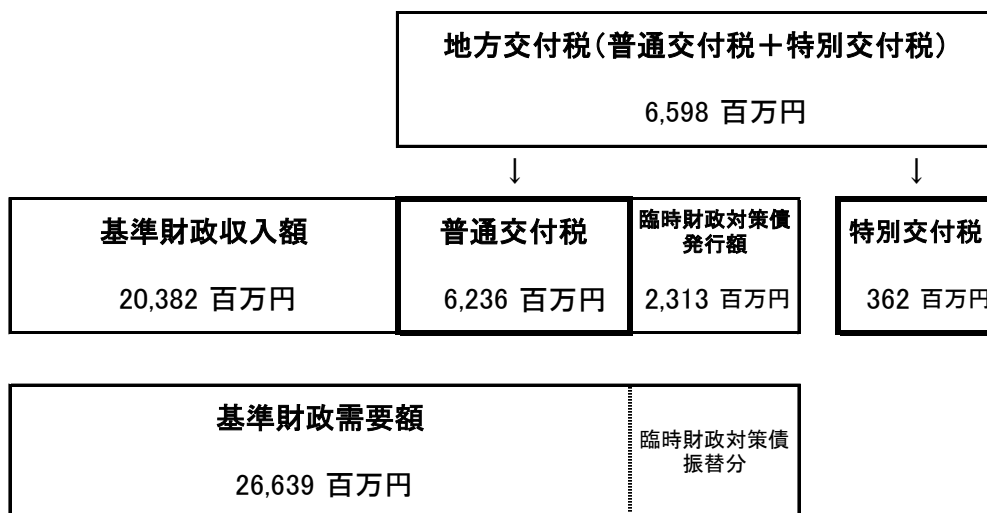 地方交付税(普通交付税＋特別交付税)
6,598 百万円
↓ ↓
基準財政収入額 普通交付税 臨時財政対策債 特別交付税
発行額
20,382 百万円 6,236 百万円 2,313 百万円 362 百万円
基準財政需要額
臨時財政対策債
振替分
26,639 百万円